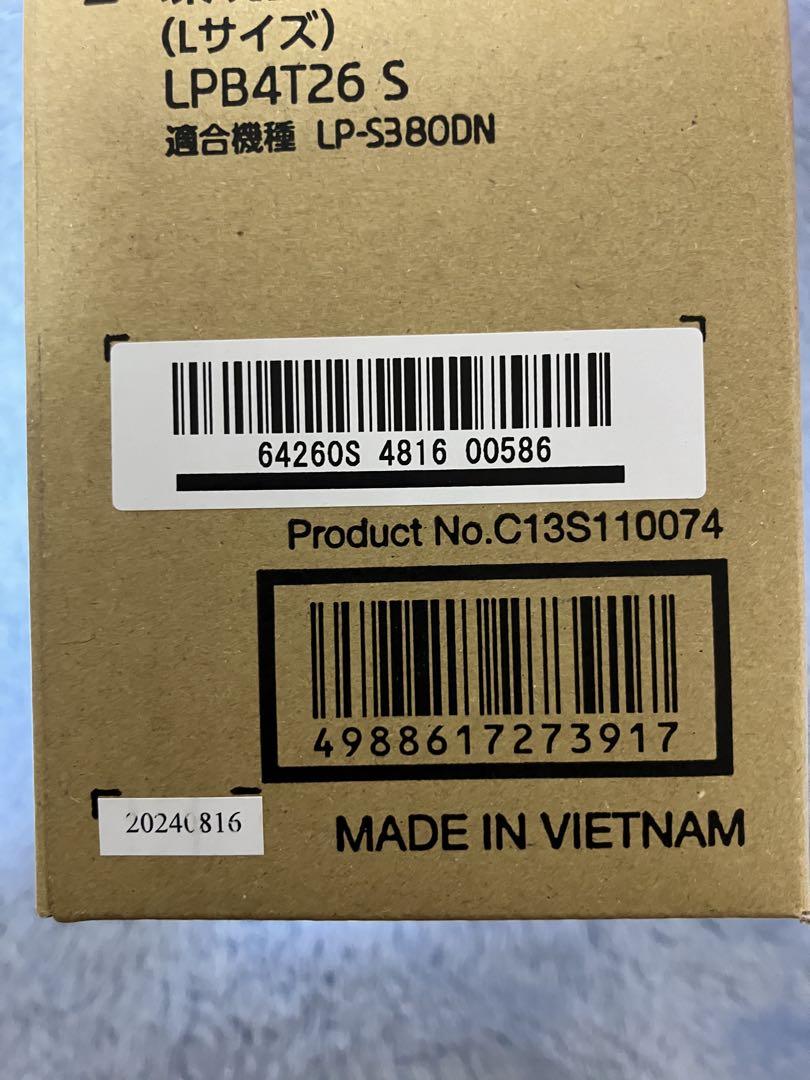 (Lサイズ)
LPB4T26 S
適合機種 LP-S380DN
64260S 4816 00586
Product No.C13S110074
4988617273917
20240816
MADE IN VIETNAM